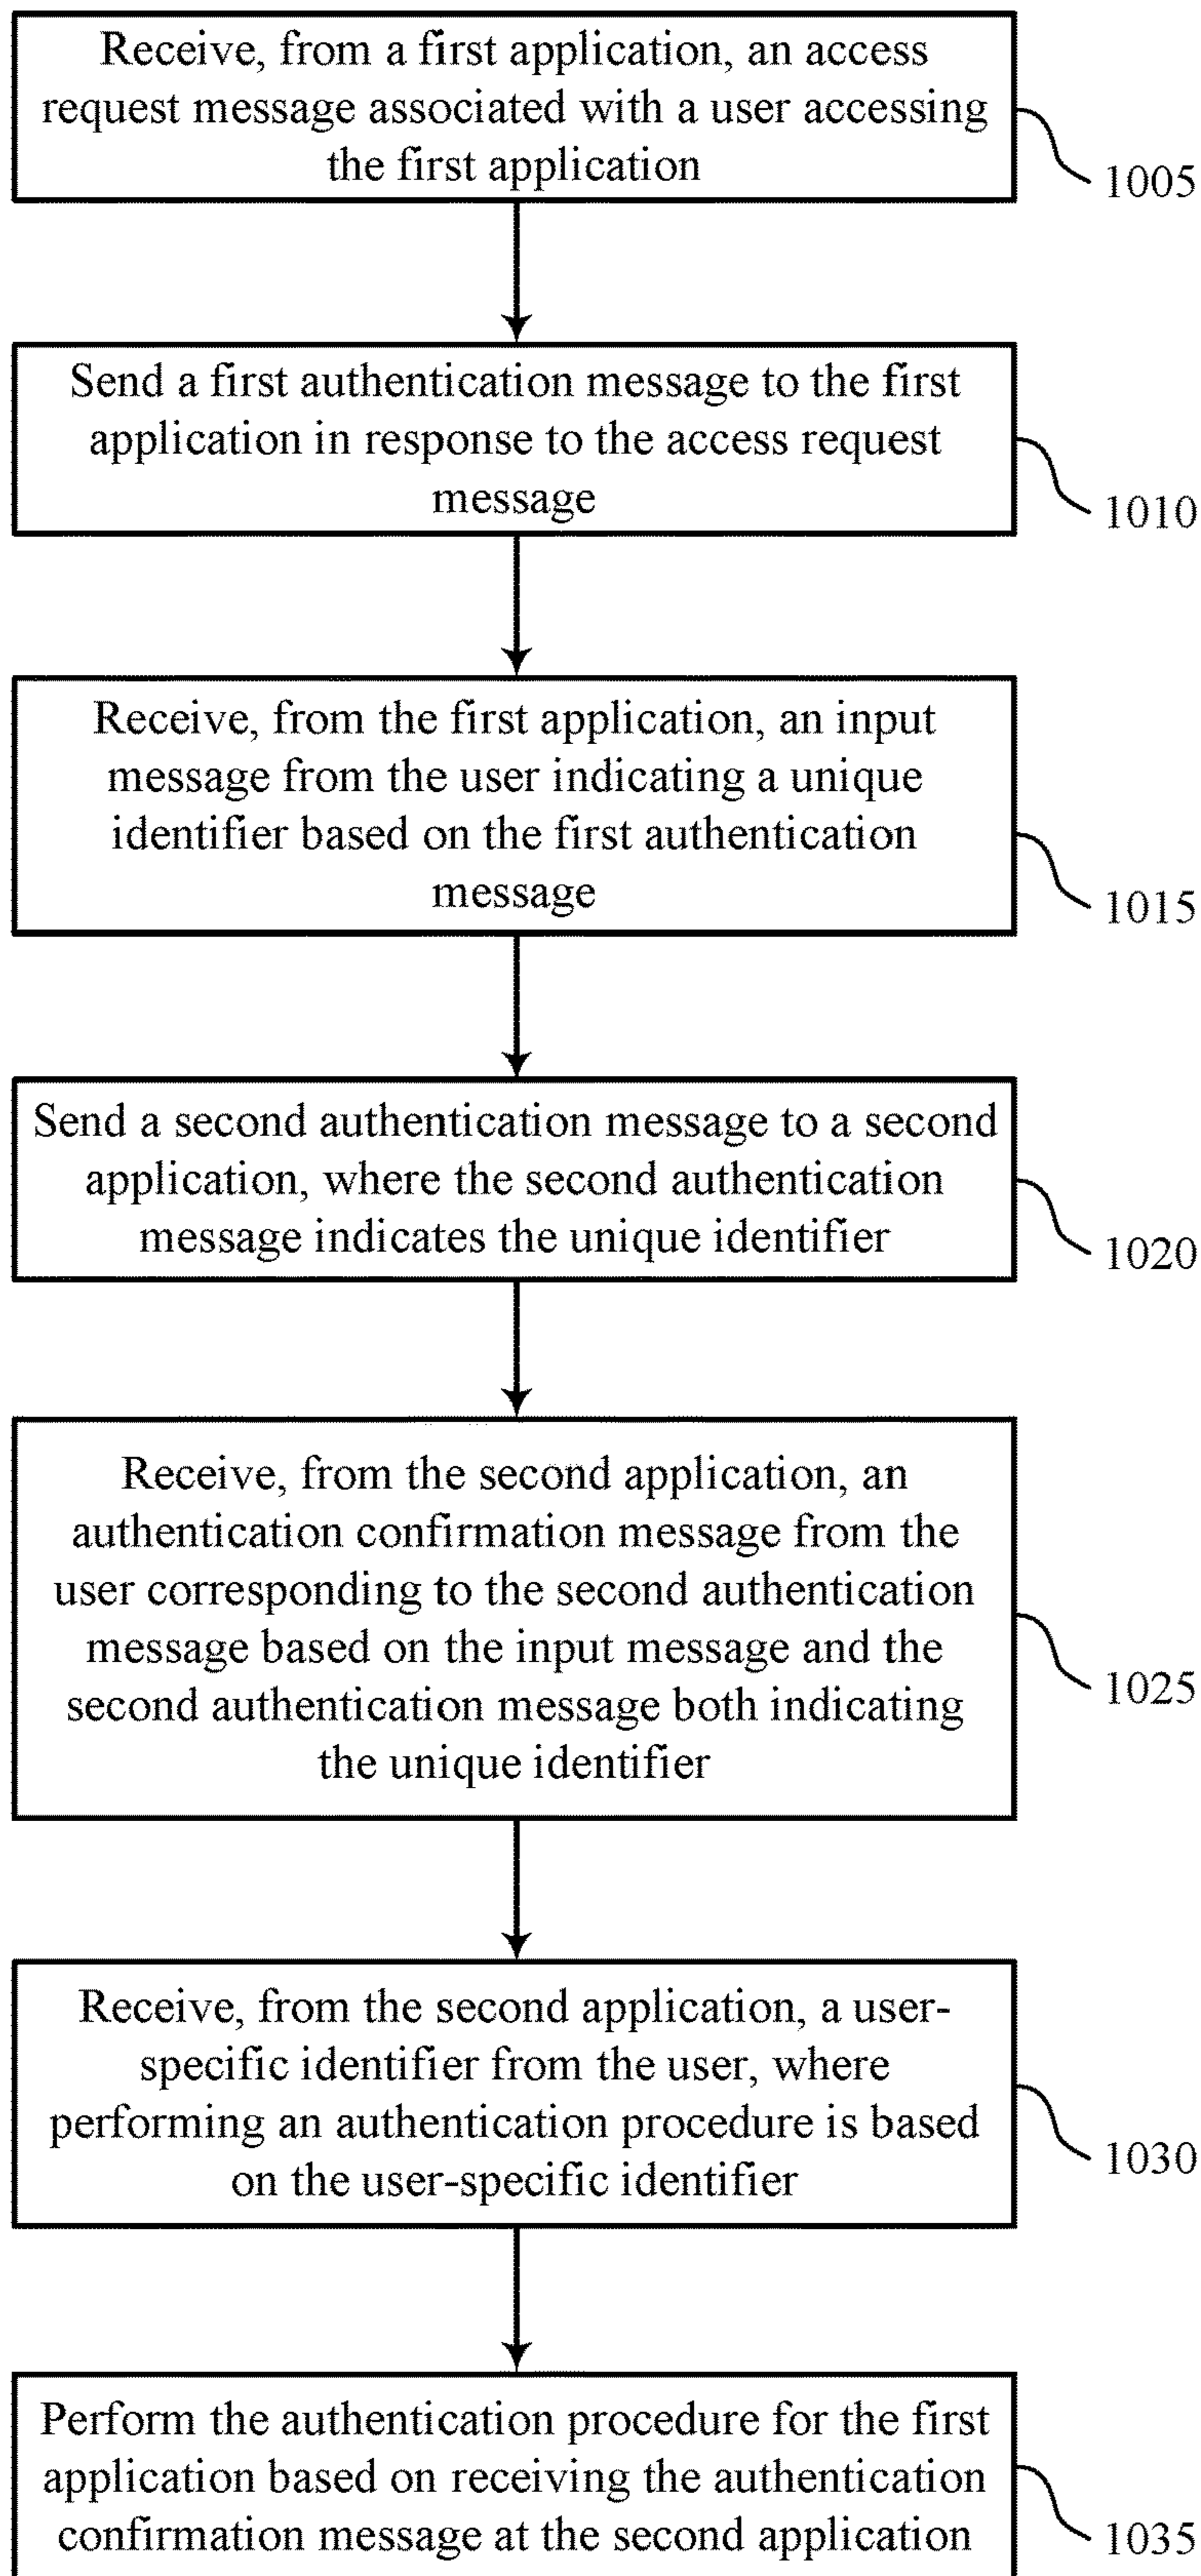 Receive, from a first application, an access
request message associated with a user accessing
the first application
1005
Send a first authentication message to the first
application in response to the access request
message
1010
Receive, from the first application, an input
message from the user indicating a unique
identifier based on the first authentication
message
1015
Send a second authentication message to a second
application, where the second authentication
message indicates the unique identifier
1020
Receive, from the second application, an
authentication confirmation message from the
user corresponding to the second authentication
message based on the input message and the
second authentication message both indicating
the unique identifier
1025
Receive, from the second application, a user-
specific identifier from the user, where
performing an authentication procedure is based
on the user-specific identifier
1030
Perform the authentication procedure for the first
application based on receiving the authentication
confirmation message at the second application
1035